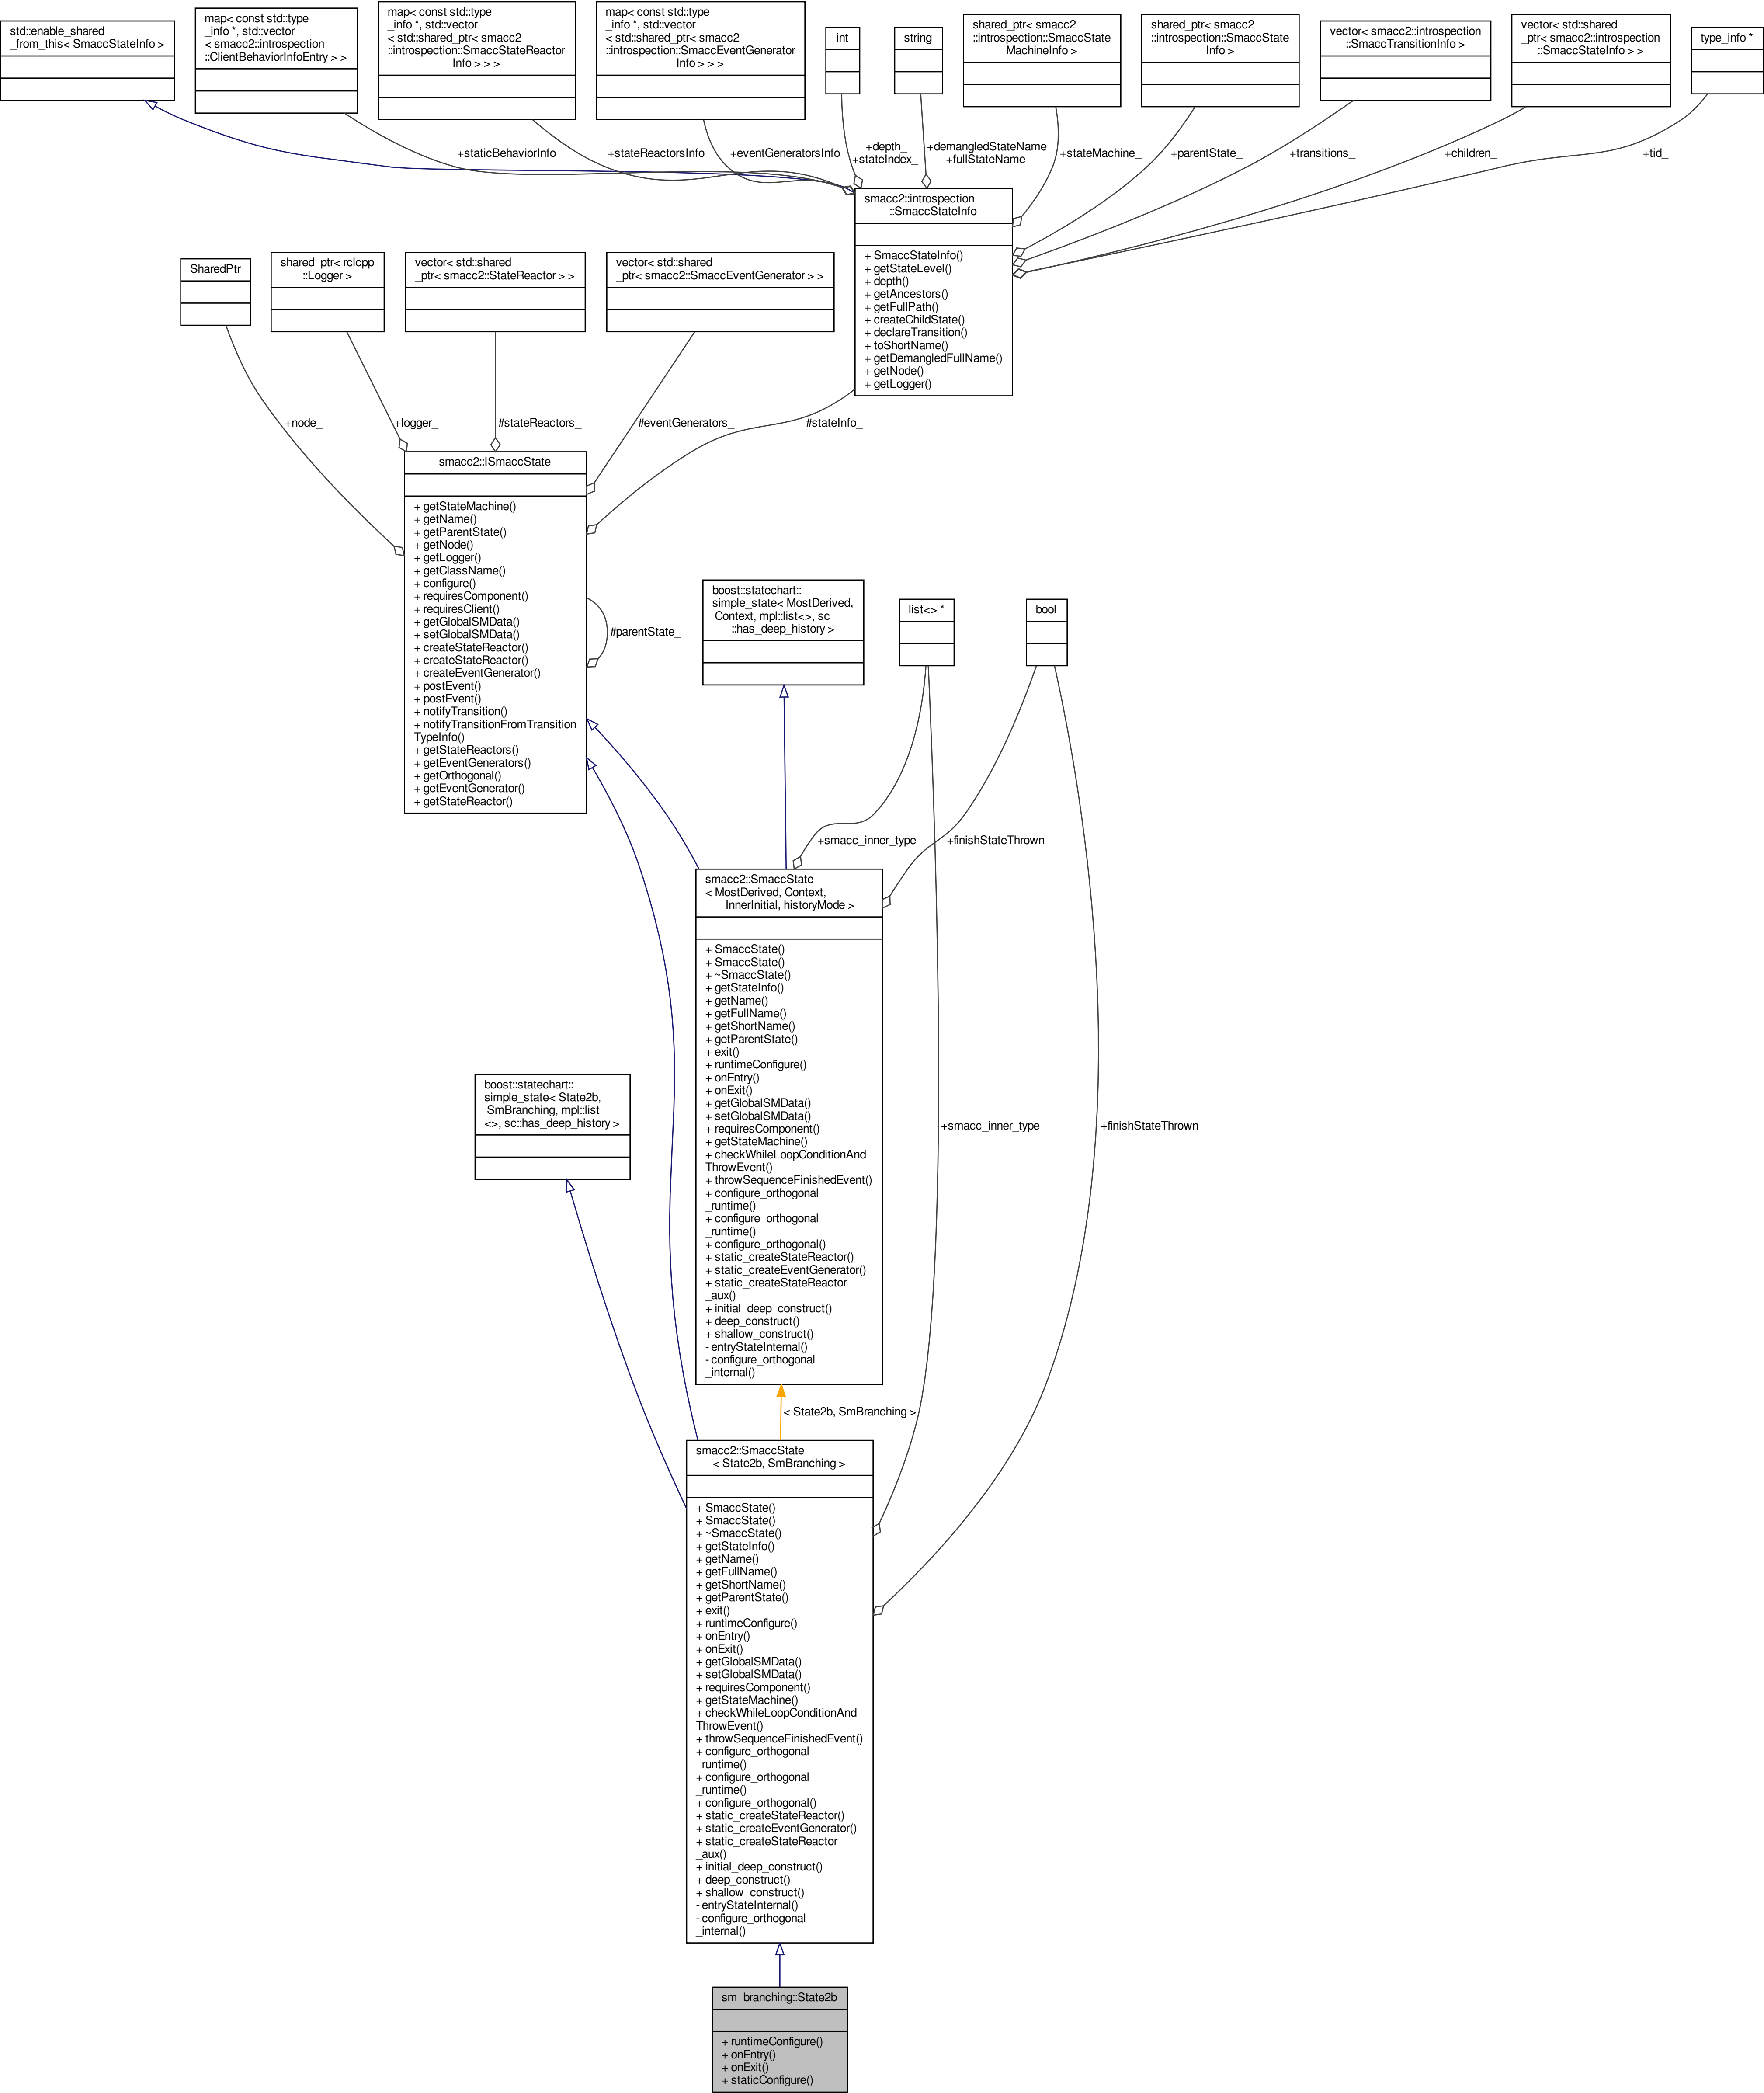 std::enable_shared
_from_this< SmaccStateInfo >
map< const std::type
_info *, std::vector
< smacc2::introspection
::ClientBehaviorInfoEntry > >
map< const std::type
_info *, std::vector
< std::shared_ptr< smacc2
::introspection::SmaccStateReactor
Info > > >
map< const std::type
_info *, std::vector
< std::shared_ptr< smacc2
::introspection::SmaccEventGenerator
Info > > >
int
string
shared_ptr< smacc2
::introspection::SmaccState
MachineInfo >
shared_ptr< smacc2
::introspection::SmaccState
Info >
vector< smacc2::introspection
::SmaccTransitionInfo >
vector< std::shared
_ptr< smacc2::introspection
::SmaccStateInfo > >
type_info *
+staticBehaviorInfo
+stateReactorsInfo
+eventGeneratorsInfo
+depth_
+stateIndex_
+demangledStateName
+fullStateName
+stateMachine_
+parentState_
+transitions_
+children_
+tid_
smacc2::introspection
::SmaccStateInfo
+ SmaccStateInfo()
+ getStateLevel()
+ depth()
+ getAncestors()
+ getFullPath()
+ createChildState()
+ declareTransition()
+ toShortName()
+ getDemangledFullName()
+ getNode()
+ getLogger()
SharedPtr
shared_ptr< rclcpp
::Logger >
vector< std::shared
_ptr< smacc2::StateReactor > >
vector< std::shared
_ptr< smacc2::SmaccEventGenerator > >
+node_
+logger_
#stateReactors_
#eventGenerators_
#stateInfo_
smacc2::ISmaccState
+ getStateMachine()
+ getName()
+ getParentState()
+ getNode()
+ getLogger()
+ getClassName()
+ configure()
+ requiresComponent()
+ requiresClient()
+ getGlobalSMData()
+ setGlobalSMData()
+ createStateReactor()
+ createStateReactor()
+ createEventGenerator()
+ postEvent()
+ postEvent()
+ notifyTransition()
+ notifyTransitionFromTransition
TypeInfo()
+ getStateReactors()
+ getEventGenerators()
+ getOrthogonal()
+ getEventGenerator()
+ getStateReactor()
#parentState_
boost::statechart::
simple_state< MostDerived,
Context, mpl::list<>, sc
::has_deep_history >
list<> *
bool
+smacc_inner_type
+finishStateThrown
smacc2::SmaccState
< MostDerived, Context,
InnerInitial, historyMode >
+ SmaccState()
+ SmaccState()
+ ~SmaccState()
+ getStateInfo()
+ getName()
+ getFullName()
+ getShortName()
+ getParentState()
+ exit()
+ runtimeConfigure()
+ onEntry()
+ onExit()
+ getGlobalSMData()
+ setGlobalSMData()
+ requiresComponent()
+ getStateMachine()
+ checkWhileLoopConditionAnd
ThrowEvent()
+ throwSequenceFinishedEvent()
+ configure_orthogonal
_runtime()
+ configure_orthogonal
_runtime()
+ configure_orthogonal()
+ static_createStateReactor()
+ static_createEventGenerator()
+ static_createStateReactor
_aux()
+ initial_deep_construct()
+ deep_construct()
+ shallow_construct()
- entryStateInternal()
- configure_orthogonal
_internal()
boost::statechart::
simple_state< State2b,
SmBranching, mpl::list
<>, sc::has_deep_history >
+smacc_inner_type
+finishStateThrown
< State2b, SmBranching >
smacc2::SmaccState
< State2b, SmBranching >
+ SmaccState()
+ SmaccState()
+ ~SmaccState()
+ getStateInfo()
+ getName()
+ getFullName()
+ getShortName()
+ getParentState()
+ exit()
+ runtimeConfigure()
+ onEntry()
+ onExit()
+ getGlobalSMData()
+ setGlobalSMData()
+ requiresComponent()
+ getStateMachine()
+ checkWhileLoopConditionAnd
ThrowEvent()
+ throwSequenceFinishedEvent()
+ configure_orthogonal
_runtime()
+ configure_orthogonal
_runtime()
+ configure_orthogonal()
+ static_createStateReactor()
+ static_createEventGenerator()
+ static_createStateReactor
_aux()
+ initial_deep_construct()
+ deep_construct()
+ shallow_construct()
- entryStateInternal()
- configure_orthogonal
_internal()
sm_branching::State2b
+ runtimeConfigure()
+ onEntry()
+ onExit()
+ staticConfigure()